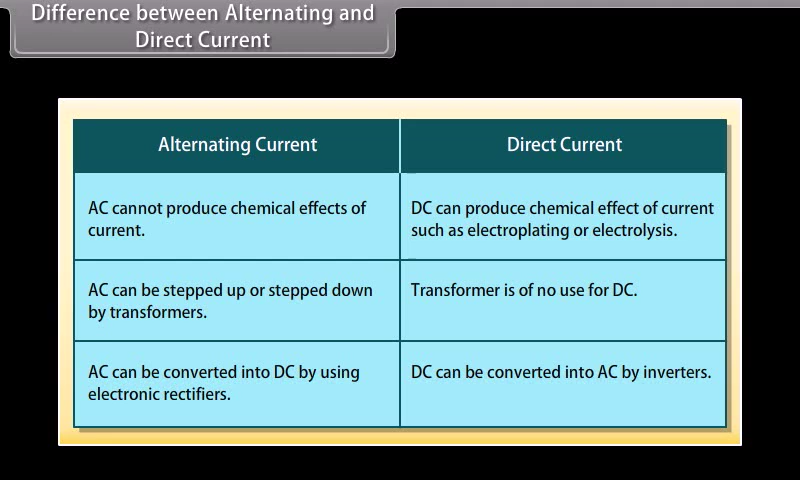 Difference between Alternating and
Direct Current
Alternating Current
Direct Current
AC cannot produce chemical effects of
current.
DC can produce chemical effect of current
such as electroplating or electrolysis.
AC can be stepped up or stepped down
by transformers.
Transformer is of no use for DC.
AC can be converted into DC by using
electronic rectifiers.
DC can be converted into AC by inverters.